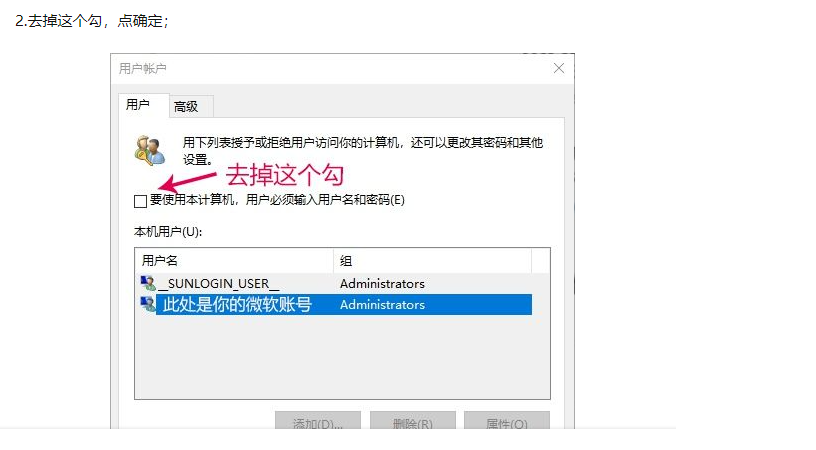 2.去掉这个勾，点确定；
用户帐户
用户
高级
用下列表授予或拒绝用户访问你的计算机，还可以更改其密码和其他
设置。
去掉这个勾
要使用本计算机，用户必须输入用户名和密码(E)
本机用户(U):
用户名 组
__SUNLOGIN_USER__ Administrators
此处是你的微软账号 Administrators
添加(D)... 删除(R) 属性(O)